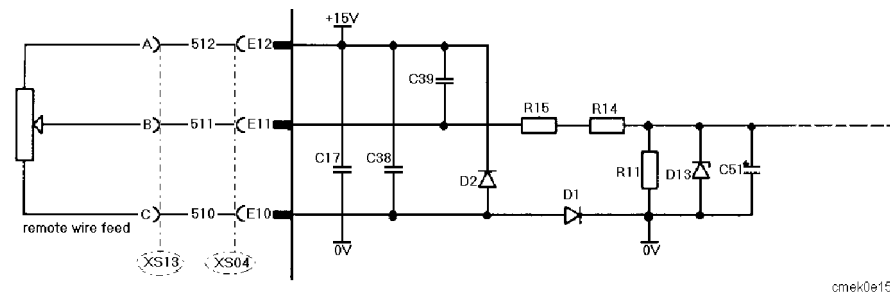 +15V
A 512 E12
C39
R15 R14
B 511 E11
C17 C38 D2 R11 D13 C51
D1
C 510 E10
remote wire feed
0V 0V
XS13 XS04
cmek0e15